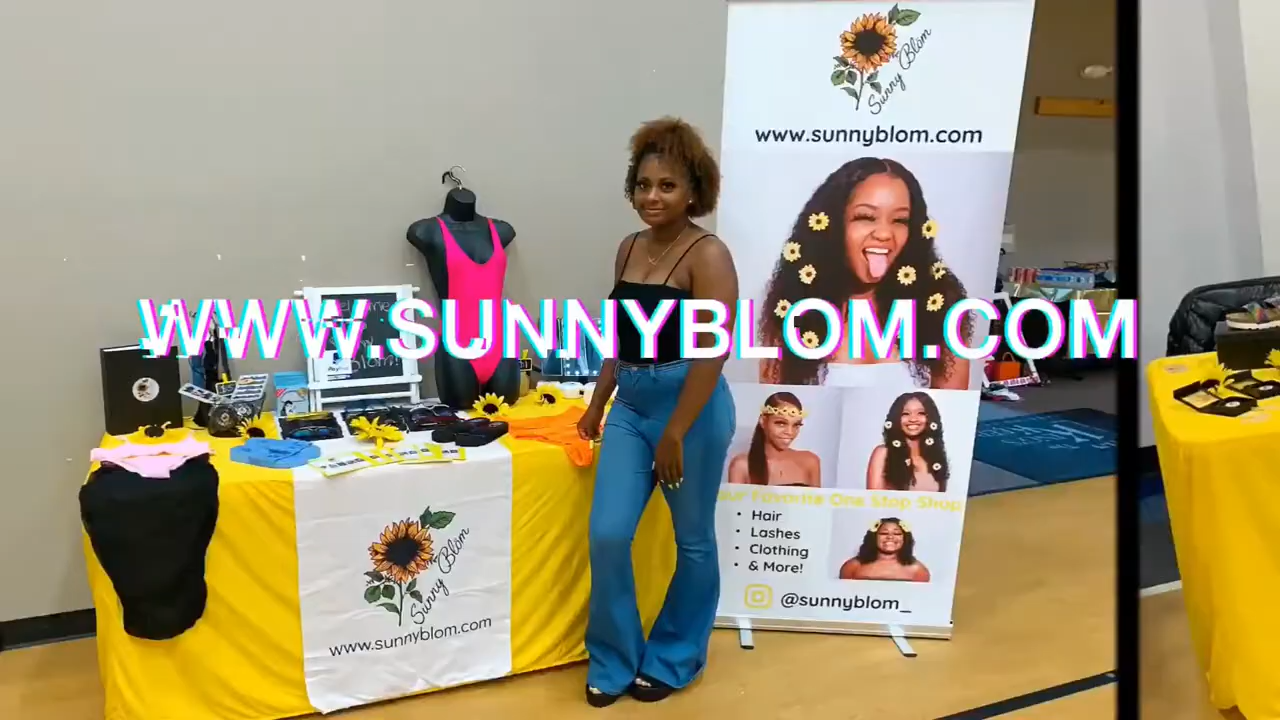 Sunny Blom
www.sunnyblom.com
WWW.SUNNYBLOM.COM
Blom!
Your Favorite One Stop Shop
• Hair
• Lashes
• Clothing
• & More!
@sunnyblom_
Sunny Blom
www.sunnyblom.com